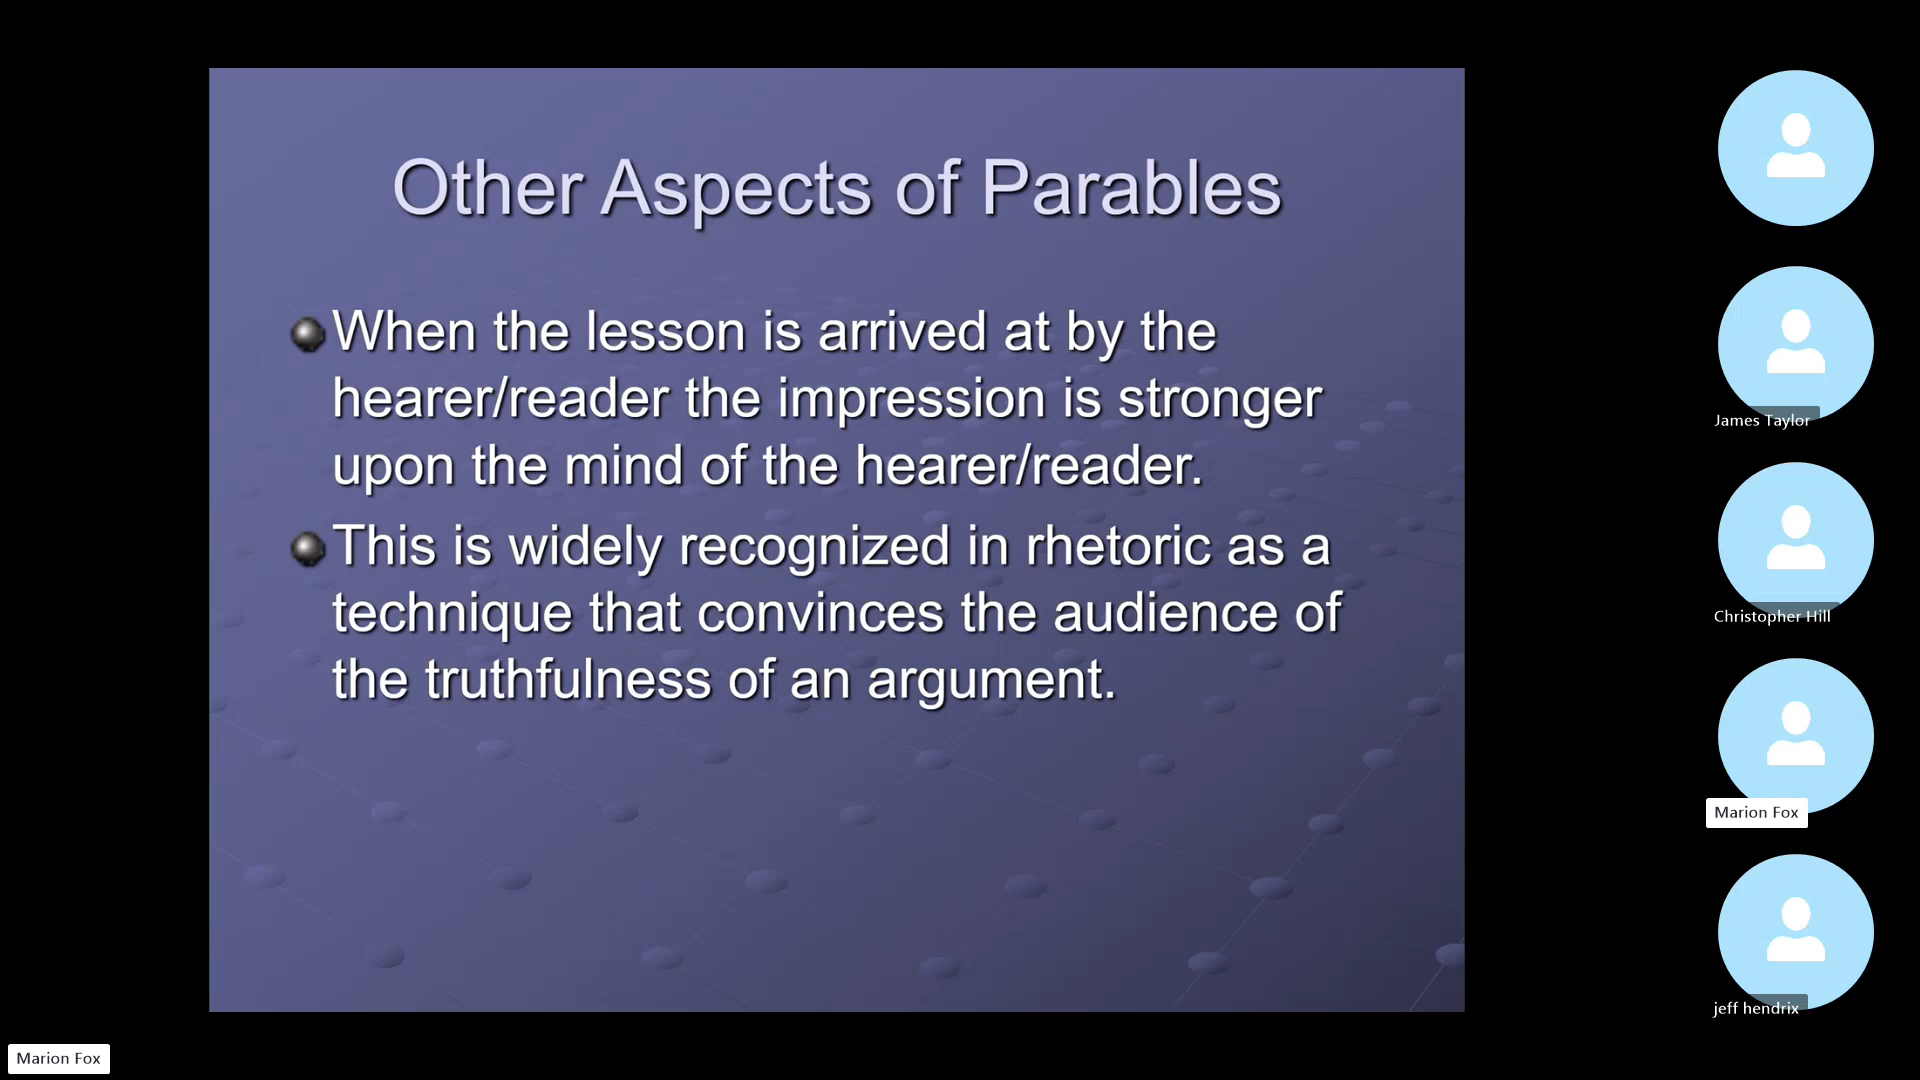 Other Aspects of Parables
When the lesson is arrived at by the
hearer/reader the impression is stronger
upon the mind of the hearer/reader.
This is widely recognized in rhetoric as a
technique that convinces the audience of
the truthfulness of an argument.
James Taylor
Christopher Hill
Marion Fox
jeff hendrix
Marion Fox